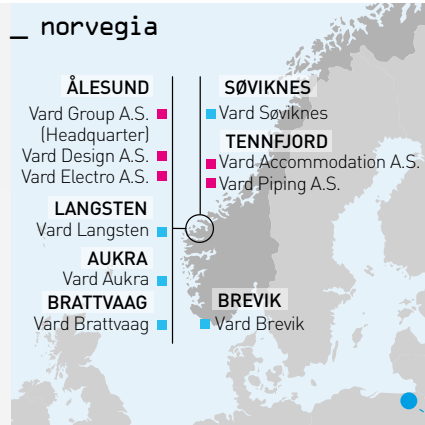 _ norvegia
ÅLESUND
Vard Group A.S.
(Headquarter)
Vard Design A.S.
Vard Electro A.S.
LANGSTEN
Vard Langsten
AUKRA
Vard Aukra
BRATTVAAG
Vard Brattvaag
SØVIKNES
Vard Søviknes
TENNFJORD
Vard Accommodation A.S.
Vard Piping A.S.
BREVIK
Vard Brevik